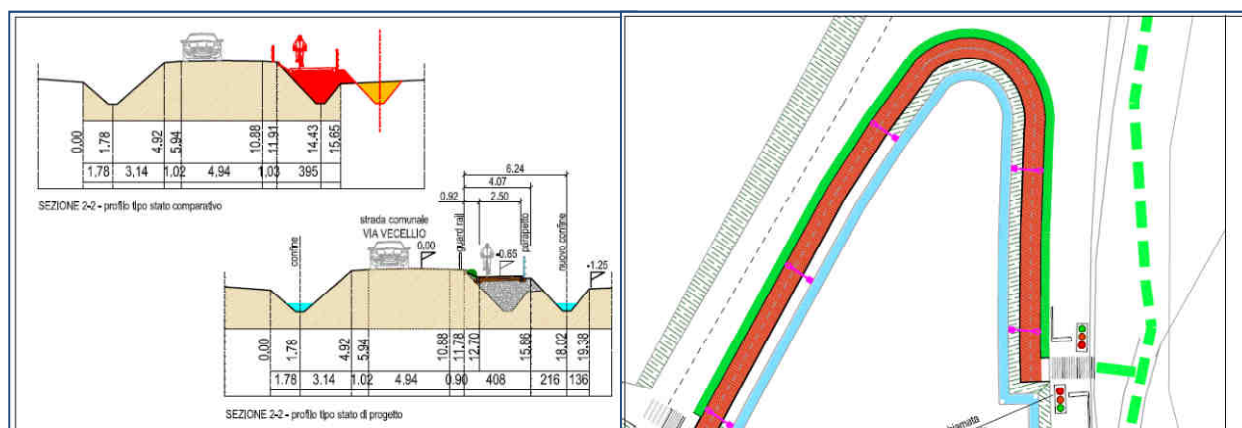 0,00 1,78 4,92 5,94 10,88 11,91 14,43 15,65
1,78 3,14 1,02 4,94 1,03 395
SEZIONE 2-2 - profilo tipo stato comparativo
6.24
4.07
0.92 2.50
strada comunale
VIA VECELLIO
confine
0,00
guard rail
-0.65
parapetto
nuovo confine
-1.25
0,00 1,78 4,92 5,94 10,88 11,78 12,70 15,86 18,02 19,38
1.78 3.14 1.02 4,94 0.90 408 216 136
SEZIONE 2-2 - profilo tipo stato di progetto